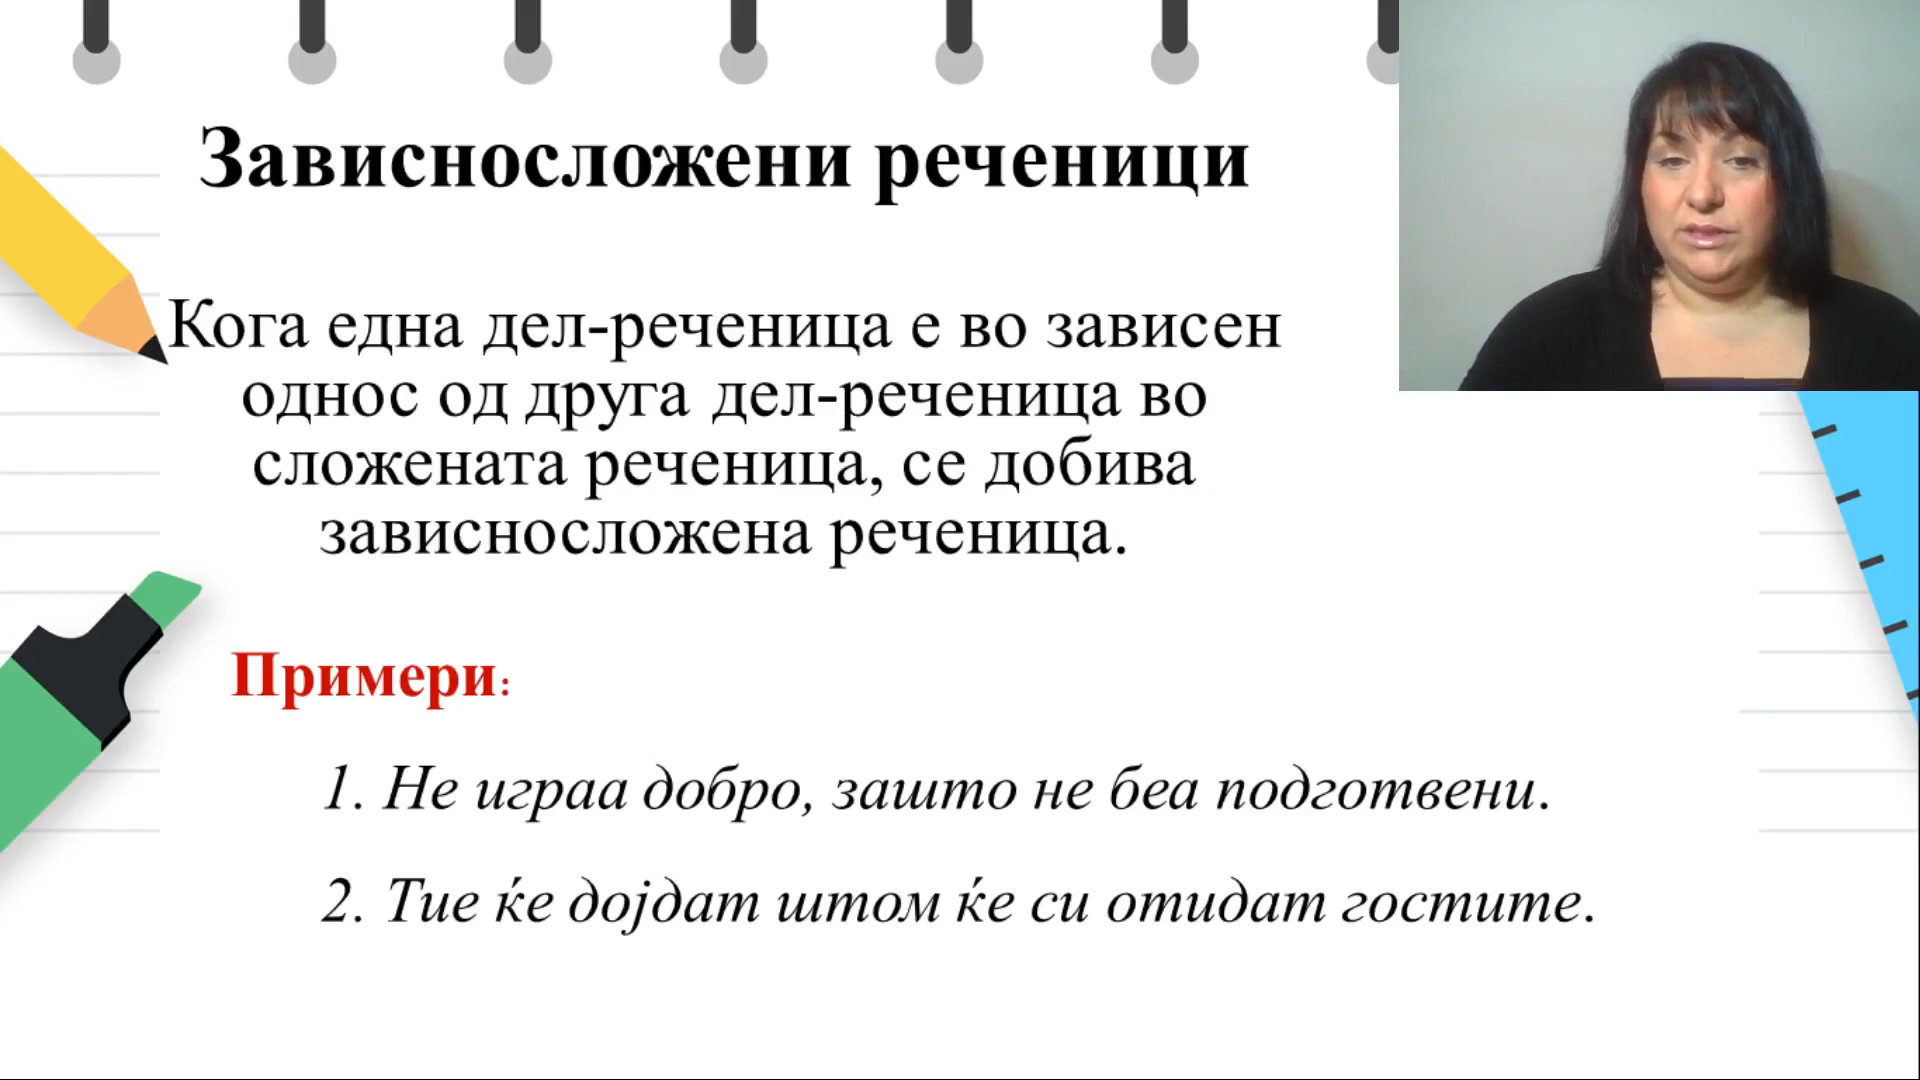 Зависносложени реченици
Кога една дел-реченица е во зависен
однос од друга дел-реченица во
сложената реченица, се добива
зависносложена реченица.
Примери:
1. Не играа добро, зашто не беа подготвени.
2. Тие ќе дојдат штом ќе си отидат гостите.